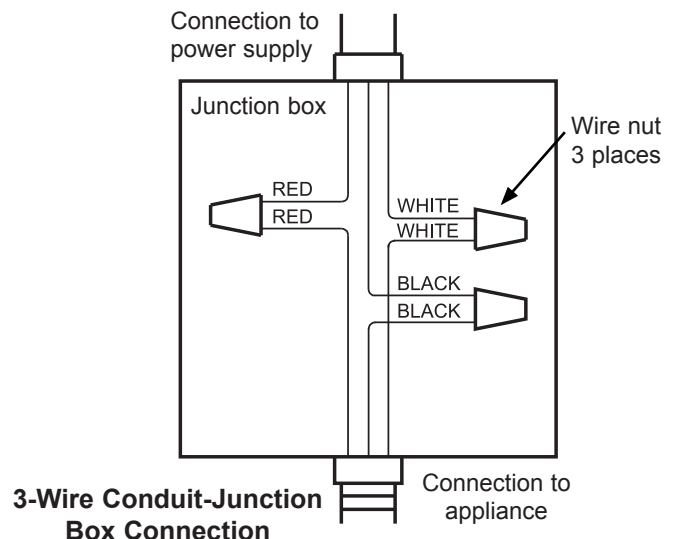 Connection to
power supply
Junction box
Wire nut
3 places
RED
RED
WHITE
WHITE
BLACK
BLACK
Connection to
appliance
3-Wire Conduit-Junction
Box Connection